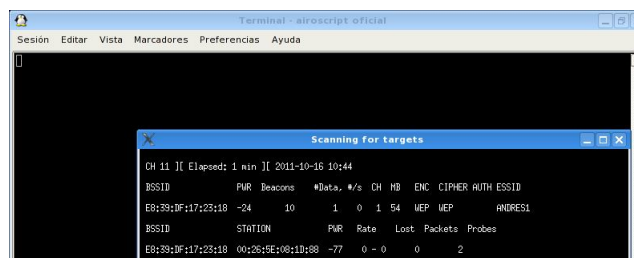 Terminal - airoscript oficial
Sesión Editar Vista Marcadores Preferencias Ayuda
Scanning for targets
CH 11 ][ Elapsed: 1 min ][ 2011-10-16 10:44
BSSID PWR Beacons #Data, #/s CH MB ENC CIPHER AUTH ESSID
E8:39:DF:17:23:18 -24 10 1 0 1 54 WEP WEP ANDRES1
BSSID STATION PWR Rate Lost Packets Probes
E8:39:DF:17:23:18 00:26:5E:08:1D:88 -77 0 - 0 0 2